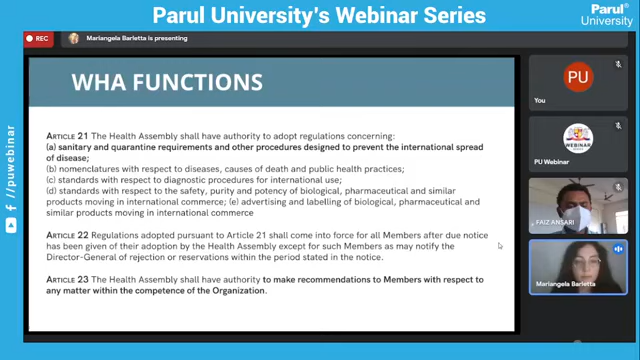 Parul University's Webinar Series
Parul®
University
REC
Mariangela Barletta is presenting
/puwebinar
WHA FUNCTIONS
ARTICLE 21 The Health Assembly shall have authority to adopt regulations concerning:
(a) sanitary and quarantine requirements and other procedures designed to prevent the international spread
of disease;
(b) nomenclatures with respect to diseases, causes of death and public health practices;
(c) standards with respect to diagnostic procedures for international use;
(d) standards with respect to the safety, purity and potency of biological, pharmaceutical and similar
products moving in international commerce; (e) advertising and labelling of biological, pharmaceutical and
similar products moving in international commerce
ARTICLE 22 Regulations adopted pursuant to Article 21 shall come into force for all Members after due notice
has been given of their adoption by the Health Assembly except for such Members as may notify the
Director-General of rejection or reservations within the period stated in the notice.
ARTICLE 23 The Health Assembly shall have authority to make recommendations to Members with respect to
any matter within the competence of the Organization.
PU
You
WEBINAR
SERIES
PU Webinar
FAIZ ANSARI
Mariangela Barletta